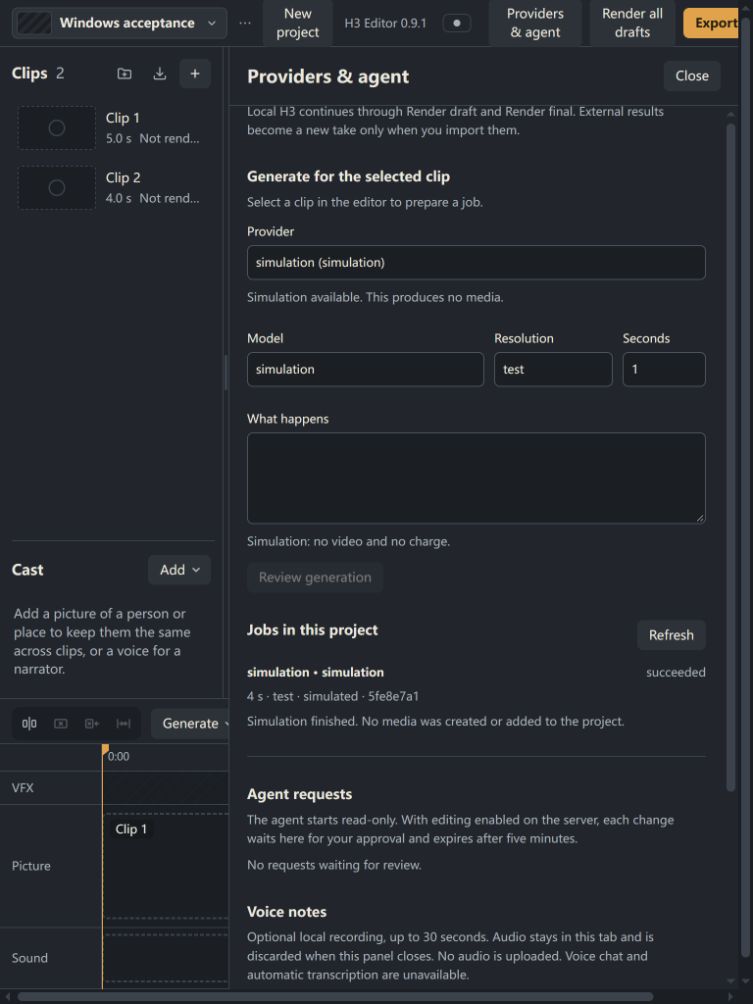 Windows acceptance
New project
H3 Editor 0.9.1
Providers & agent
Render all drafts
Export
Clips 2
Clip 1
5.0 s Not rend...
Clip 2
4.0 s Not rend...
Cast
Add
Add a picture of a person or
place to keep them the same
across clips, or a voice for a
narrator.
Providers & agent
Close
Local H3 continues through Render draft and Render final. External results
become a new take only when you import them.
Generate for the selected clip
Select a clip in the editor to prepare a job.
Provider
simulation (simulation)
Simulation available. This produces no media.
Model
Resolution
Seconds
simulation
test
1
What happens
Simulation: no video and no charge.
Review generation
Jobs in this project
Refresh
simulation • simulation
succeeded
4 s · test · simulated · 5fe8e7a1
Simulation finished. No media was created or added to the project.
Agent requests
The agent starts read-only. With editing enabled on the server, each change
waits here for your approval and expires after five minutes.
No requests waiting for review.
Voice notes
Optional local recording, up to 30 seconds. Audio stays in this tab and is
discarded when this panel closes. No audio is uploaded. Voice chat and
automatic transcription are unavailable.
Generate
0:00
VFX
Clip 1
Picture
Sound